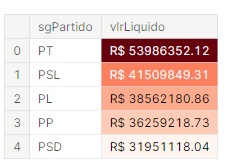 sgPartido vlrLiquido
0 PT R$ 53986352.12
1 PSL R$ 41509849.31
2 PL R$ 38562180.86
3 PP R$ 36259218.73
4 PSD R$ 31951118.04